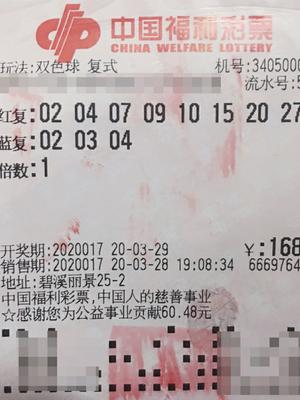 中国福利彩票
CHINA WELFARE LOTTERY
玩法:双色球 复式 机号:3405000
流水号:5
红复:02 04 07 09 10 15 20 27
蓝复:02 03 04
倍数:1
开奖期:2020017 20-03-29 ¥:168
销售期:2020017 20-03-28 19:08:34 6669764
地址:碧溪丽景25-2
中国福利彩票,中国人的慈善事业
☆感谢您为公益事业贡献60.48元